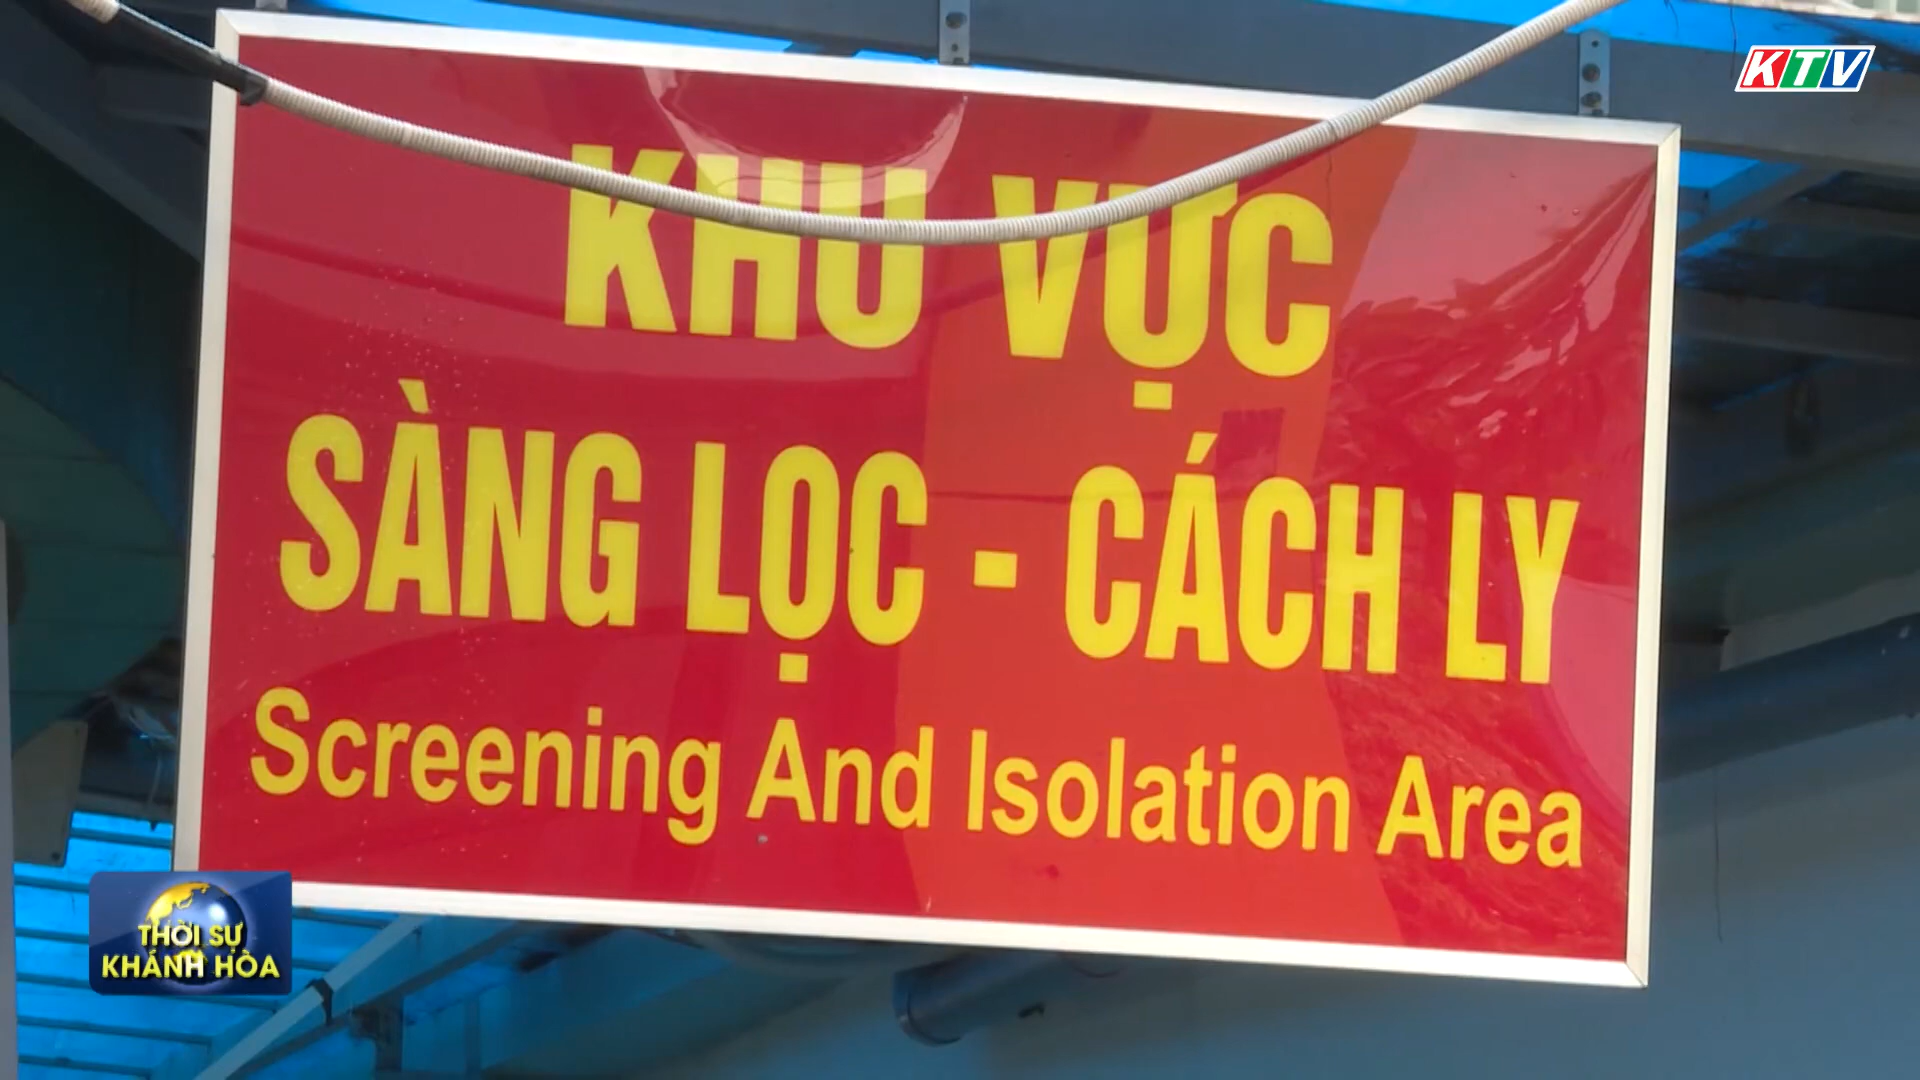 KTV
KHU VỰC
SÀNG LỌC - CÁCH LY
Screening And Isolation Area
THỜI SỰ
KHÁNH HÒA